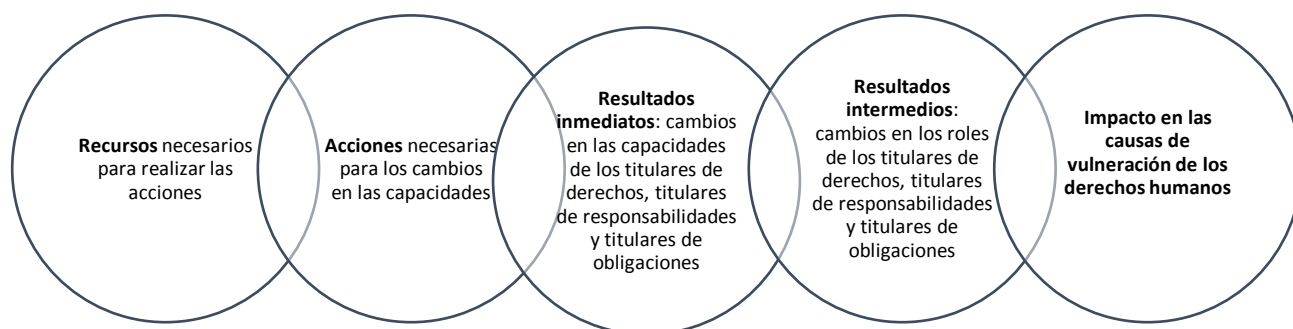 Recursos necesarios
para realizar las
acciones
Acciones necesarias
para los cambios
en las capacidades
Resultados
inmediatos: cambios
en las capacidades
de los titulares de
derechos, titulares
de responsabilidades
y titulares de
obligaciones
Resultados
intermedios:
cambios en los roles
de los titulares de
derechos, titulares
de responsabilidades
y titulares de
obligaciones
Impacto en las
causas de
vulneración de los
derechos humanos